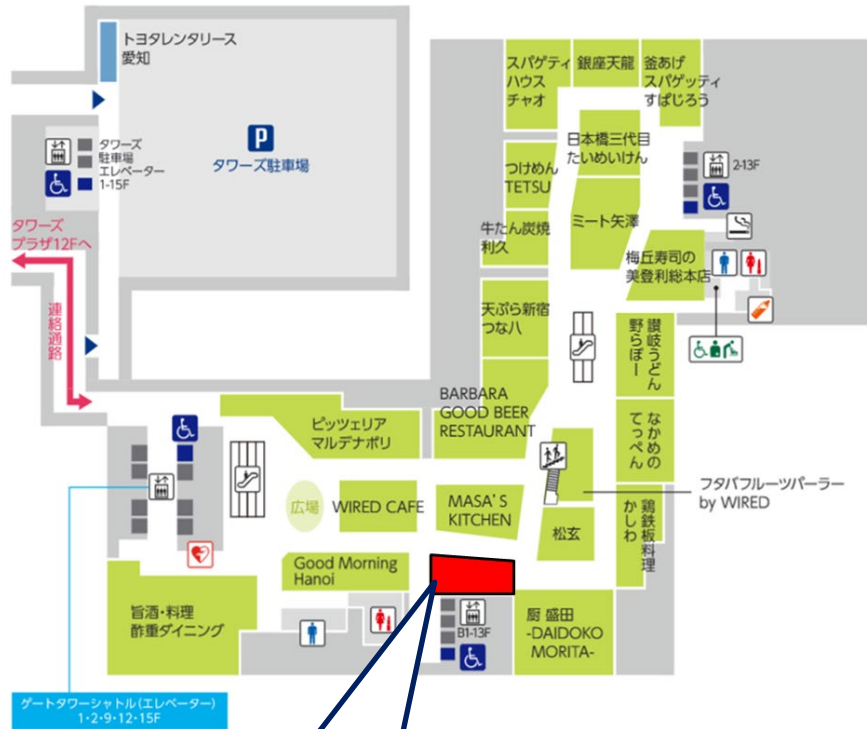 トヨタレンタリース
愛知
P
タワーズ駐車場
タワーズ
駐車場
エレベーター
1-15F
タワーズ
プラザ12Fへ
連絡通路
スパゲティ
ハウス
チャオ
銀座天龍
釜あげ
スパゲッティ
すぱじろう
日本橋三代目
たいめいけん
つけめん
TETSU
2-13F
牛たん炭焼
利久
ミート矢澤
梅丘寿司の
美登利総本店
天ぷら新宿
つな八
讃岐うどん
野らぼー
BARBARA
GOOD BEER
RESTAURANT
ピッツェリア
マルデナポリ
なかめの
てっぺん
フタバフルーツパーラー
by WIRED
広場
WIRED CAFE
MASA'S
KITCHEN
松玄
鶏鉄板料理
かしわ
Good Morning
Hanoi
旨酒・料理
酢重ダイニング
B1-13F
厨 盛田
-DAIDOKO
MORITA-
ゲートタワーシャトル(エレベーター)
1・2・9・12・15F